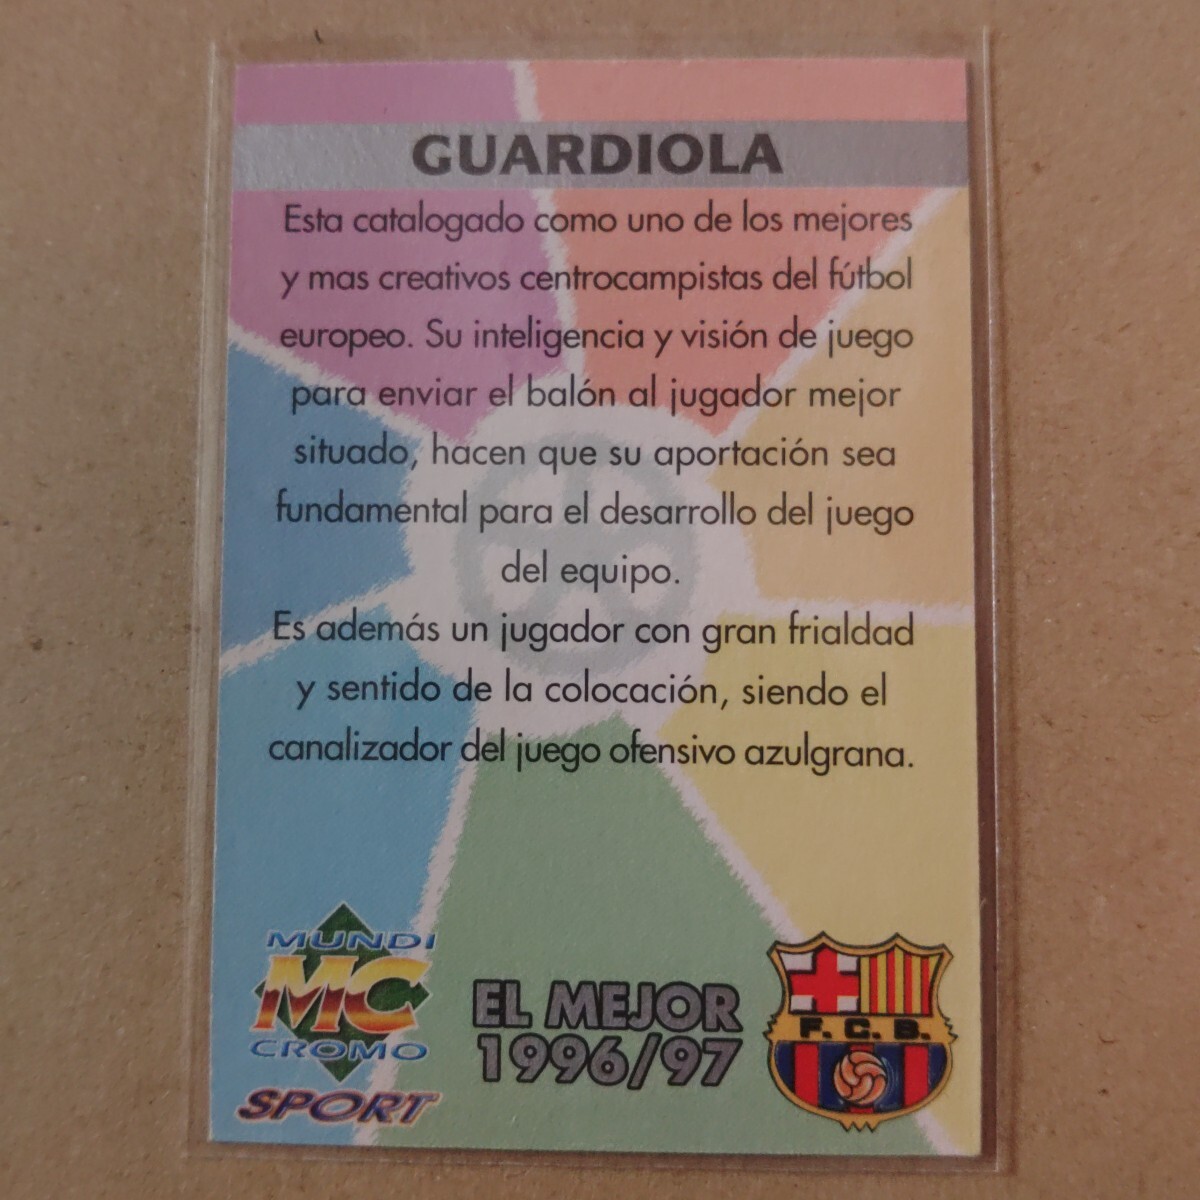 GUARDIOLA
Esta catalogado como uno de los mejores
y mas creativos centrocampistas del fútbol
europeo. Su inteligencia y visión de juego
para enviar el balón al jugador mejor
situado, hacen que su aportación sea
fundamental para el desarrollo del juego
del equipo.
Es además un jugador con gran frialdad
y sentido de la colocación, siendo el
canalizador del juego ofensivo azulgrana.
MUNDI
MC
CROMO
SPORT
EL MEJOR
1996/97
F. C. B.